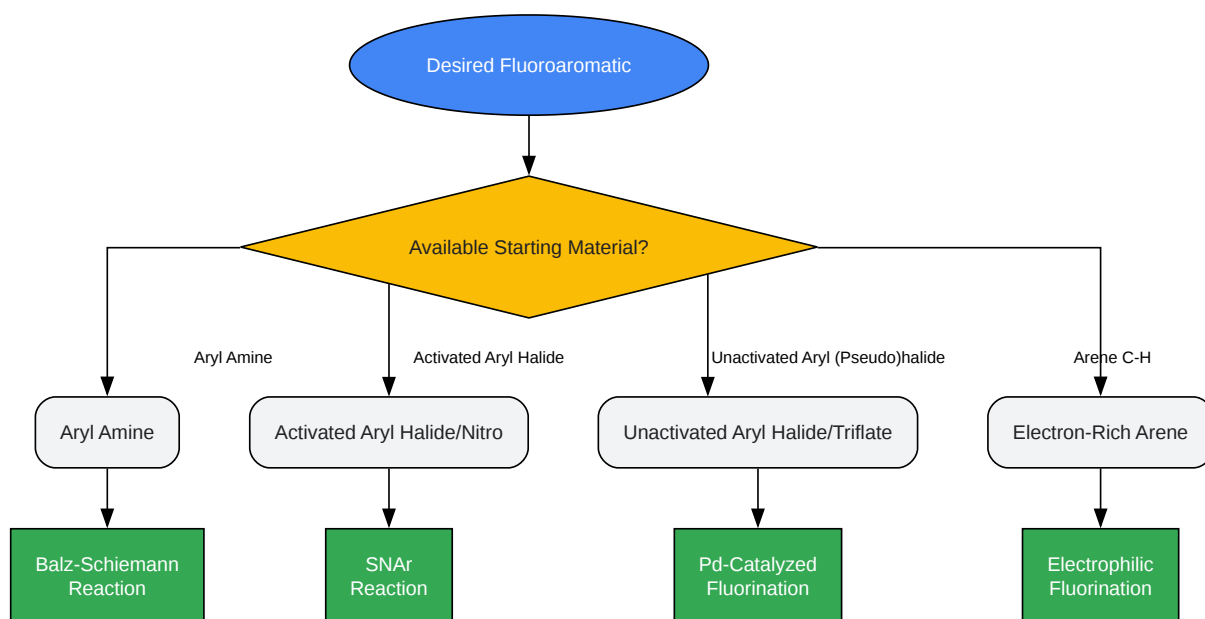 Desired Fluoroaromatic
Available Starting Material?
Aryl Amine
Activated Aryl Halide
Unactivated Aryl (Pseudo)halide
Arene C-H
Aryl Amine
Activated Aryl Halide/Nitro
Unactivated Aryl Halide/Triflate
Electron-Rich Arene
Balz-Schiemann
Reaction
SNAr
Reaction
Pd-Catalyzed
Fluorination
Electrophilic
Fluorination